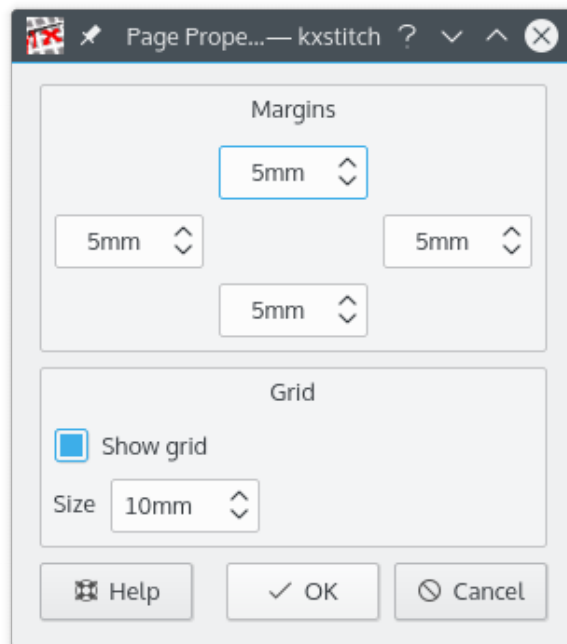 Page Prope...— kxstitch
Margins
5mm
5mm 5mm
5mm
Grid
Show grid
Size 10mm
Help OK Cancel